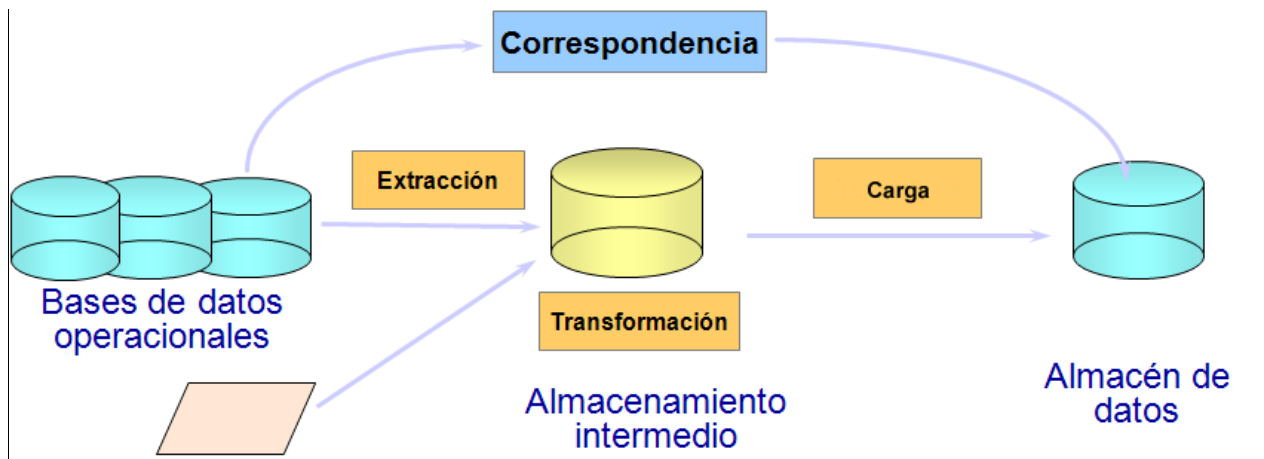 Correspondencia
Extracción
Carga
Bases de datos
operacionales
Transformación
Almacenamiento
intermedio
Almacén de
datos